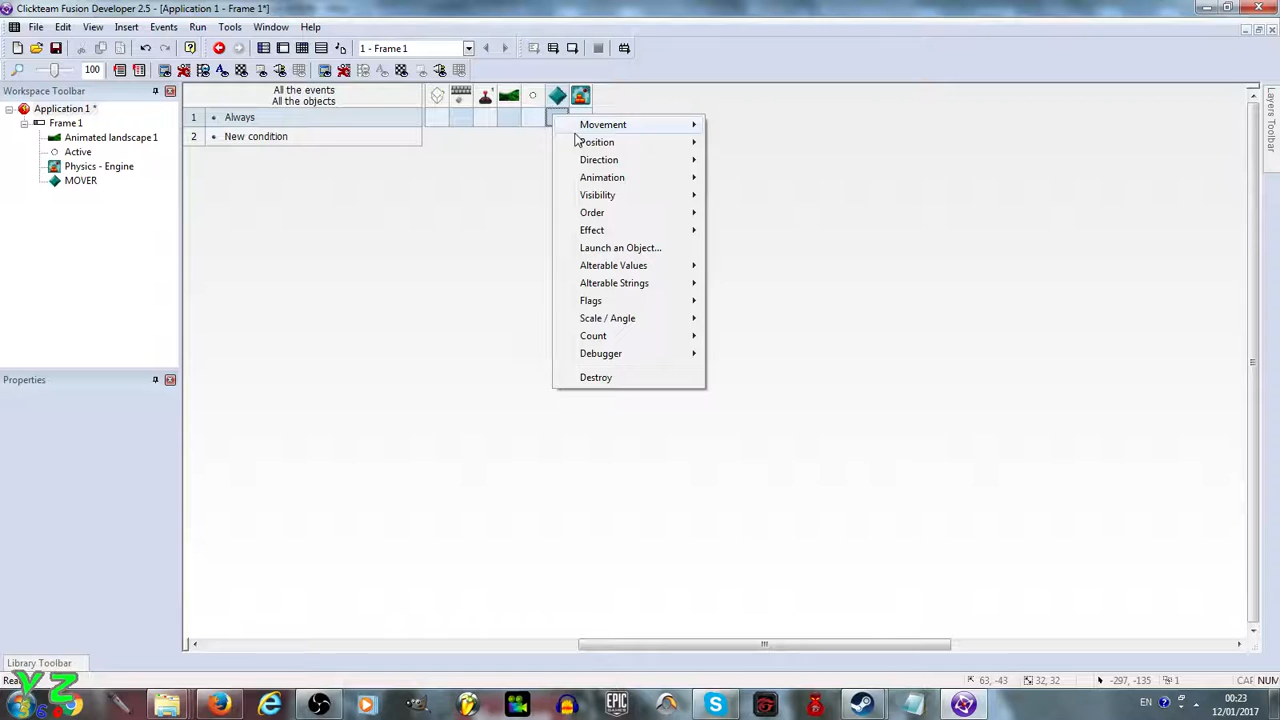 Clickteam Fusion Developer 2.5 - [Application 1 - Frame 1*]
File Edit View Insert Events Run Tools Window Help
1 - Frame 1
100
Workspace Toolbar
Application 1 *
Frame 1
Animated landscape 1
Active
Physics - Engine
MOVER
Properties
All the events
All the objects
1 Always
2 New condition
Movement
Position
Direction
Animation
Visibility
Order
Effect
Launch an Object...
Alterable Values
Alterable Strings
Flags
Scale / Angle
Count
Debugger
Destroy
Layers Toolbar
Library Toolbar
63, -43
32, 32
-297, -135
1
CAF
NUM
YZ
EPIC
GAMES
EN
00:23
12/01/2017